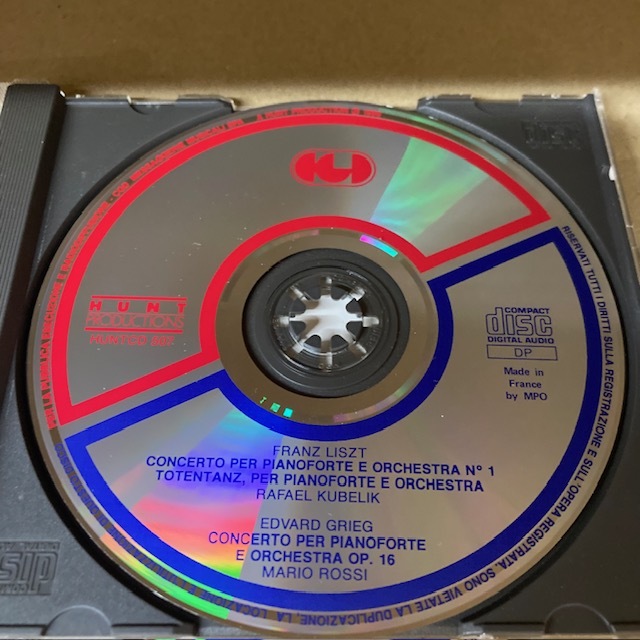 HUNT
PRODUCTIONS
COMPACT
disc
DIGITAL AUDIO
DP
Made in
France
by MPO
FRANZ LISZT
CONCERTO PER PIANOFORTE E ORCHESTRA N° 1
TOTENTANZ, PER PIANOFORTE E ORCHESTRA
RAFAEL KUBELIK
EDVARD GRIEG
CONCERTO PER PIANOFORTE
E ORCHESTRA OP. 16
MARIO ROSSI
RISERVATI TUTTI I DIRITTI SULLA REGISTRAZIONE E SULL'OPERA REGISTRATA. SONO VIETATE LA DUPLICAZIONE, LA LOCAZIONE